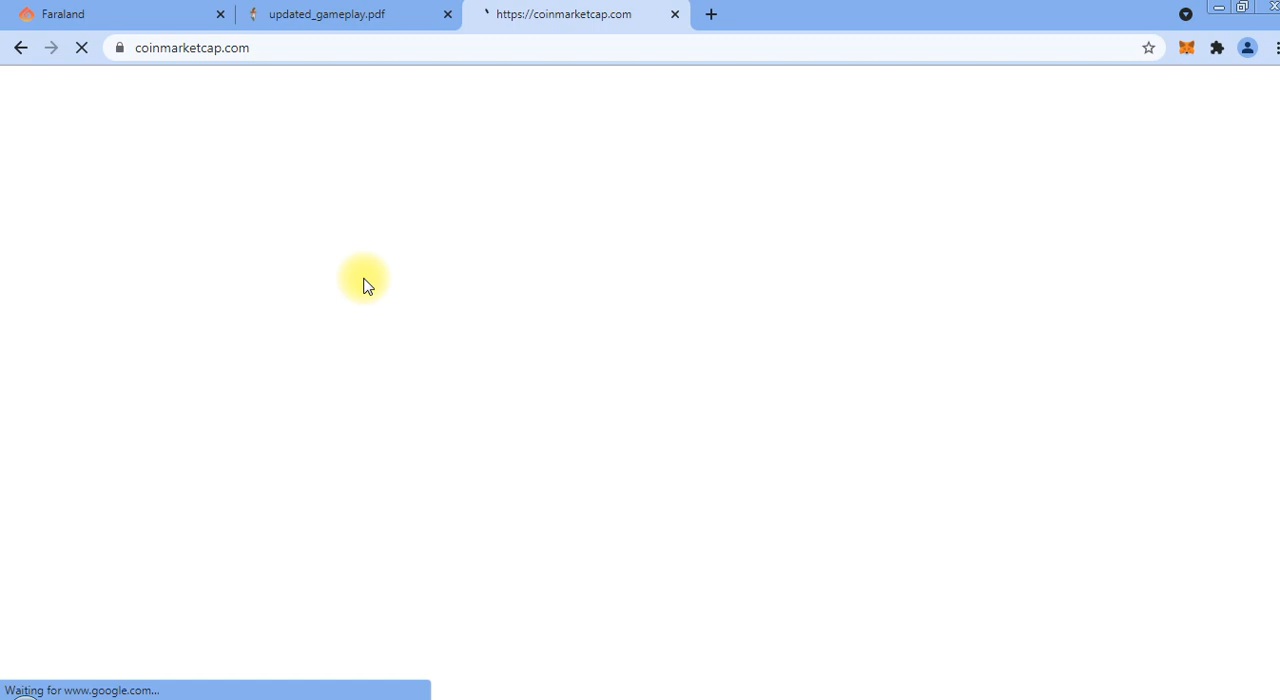 Faraland
updated_gameplay.pdf
https://coinmarketcap.com
coinmarketcap.com
Waiting for www.google.com...